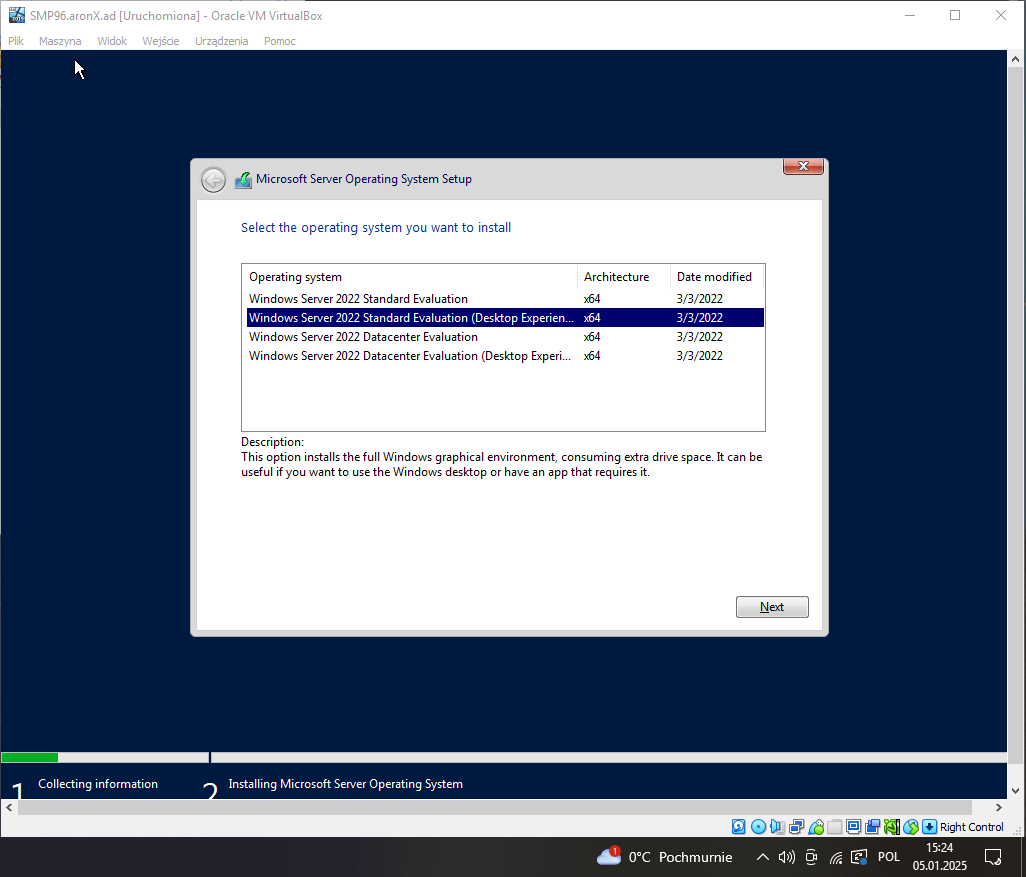 SMP96.aronX.ad [Uruchomiona] - Oracle VM VirtualBox
Plik Maszyna Widok Wejście Urządzenia Pomoc
Microsoft Server Operating System Setup
Select the operating system you want to install
Operating system Architecture Date modified
Windows Server 2022 Standard Evaluation x64 3/3/2022
Windows Server 2022 Standard Evaluation (Desktop Experien... x64 3/3/2022
Windows Server 2022 Datacenter Evaluation x64 3/3/2022
Windows Server 2022 Datacenter Evaluation (Desktop Experi... x64 3/3/2022
Description:
This option installs the full Windows graphical environment, consuming extra drive space. It can be
useful if you want to use the Windows desktop or have an app that requires it.
Next
1 Collecting information 2 Installing Microsoft Server Operating System
Right Control
1 0°C Pochmurnie POL 15:24
05.01.2025